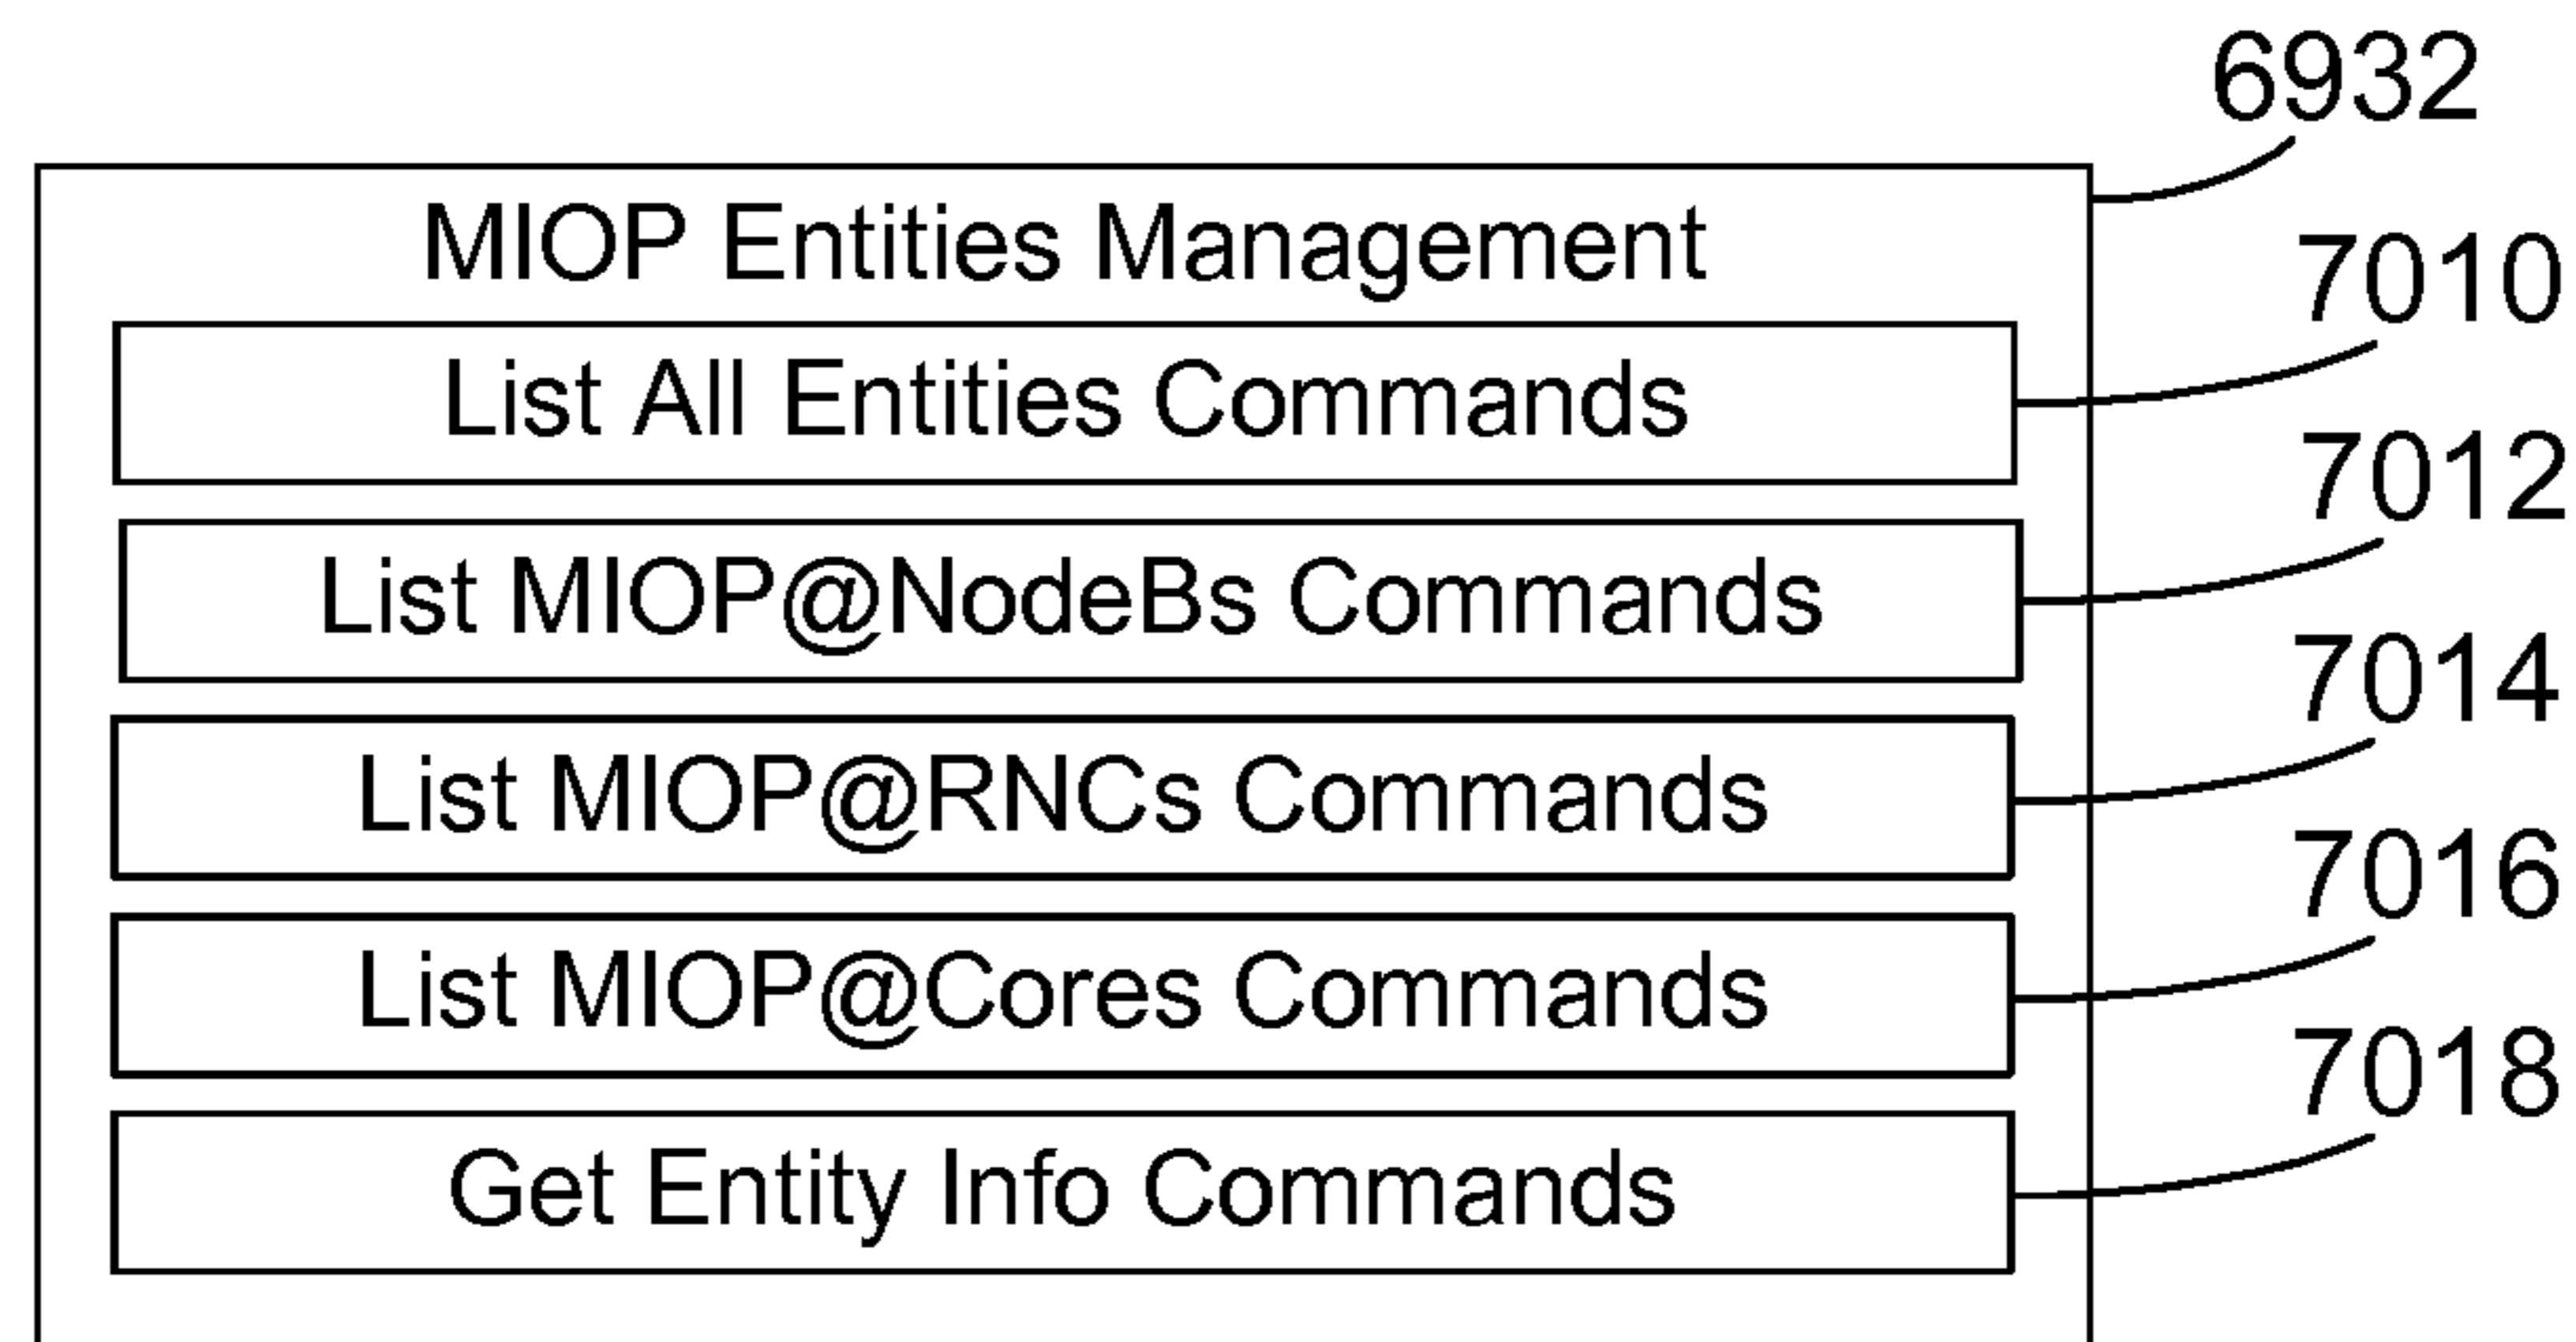 6932
MIOP Entities Management
7010
List All Entities Commands
7012
List MIOP@NodeBs Commands
7014
List MIOP@RNCs Commands
7016
List MIOP@Cores Commands
7018
Get Entity Info Commands